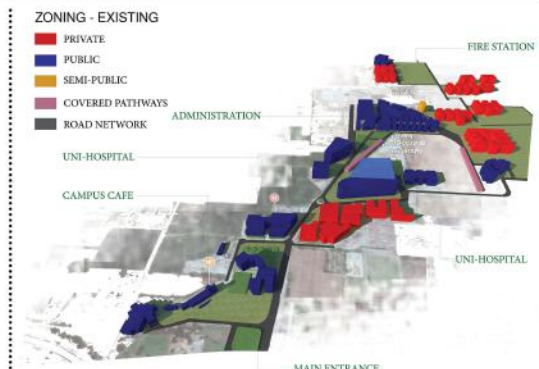 ZONING - EXISTING
PRIVATE
PUBLIC
SEMI-PUBLIC
COVERED PATHWAYS
ROAD NETWORK
FIRE STATION
ADMINISTRATION
UNI-HOSPITAL
CAMPUS CAFE
UNI-HOSPITAL
MAIN ENTRANCE